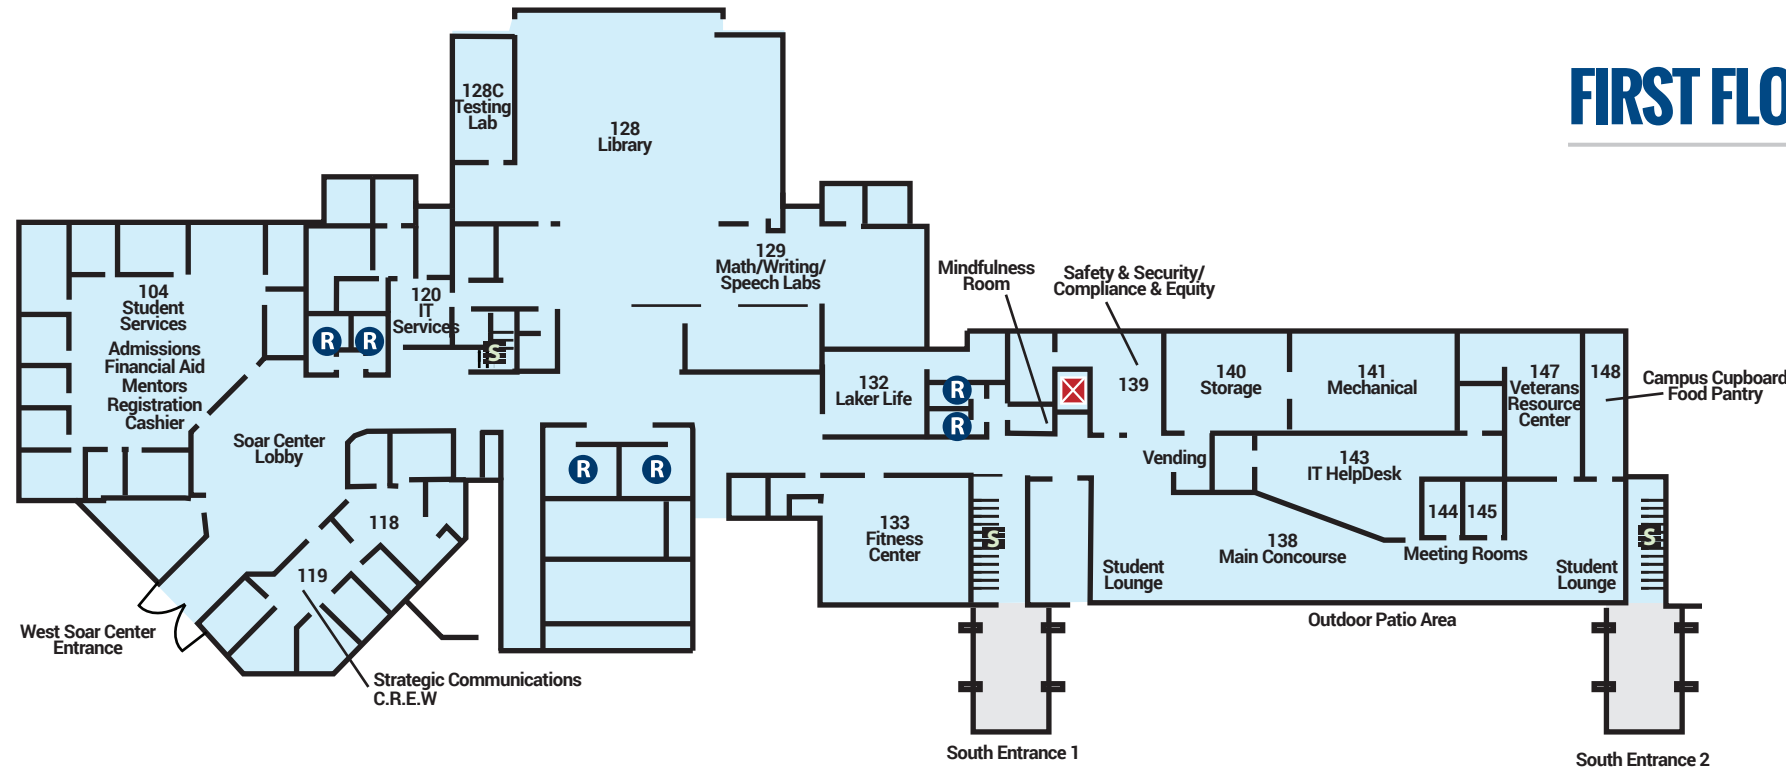 FIRST FLO
128C
Testing
Lab
128
Library
129
Math/Writing/
Speech Labs
Mindfulness
Room
Safety & Security/
Compliance & Equity
104
Student
Services
Admissions
Financial Aid
Mentors
Registration
Cashier
120
IT
Services
R
R
S
132
Laker Life
R
R
139
140
Storage
141
Mechanical
147
Veterans
Resource
Center
148
Campus Cupboard
Food Pantry
Soar Center
Lobby
R
R
Vending
143
IT HelpDesk
118
133
Fitness
Center
S
138
Main Concourse
144
145
Meeting Rooms
S
119
Student
Lounge
Student
Lounge
Outdoor Patio Area
West Soar Center
Entrance
Strategic Communications
C.R.E.W
South Entrance 1
South Entrance 2